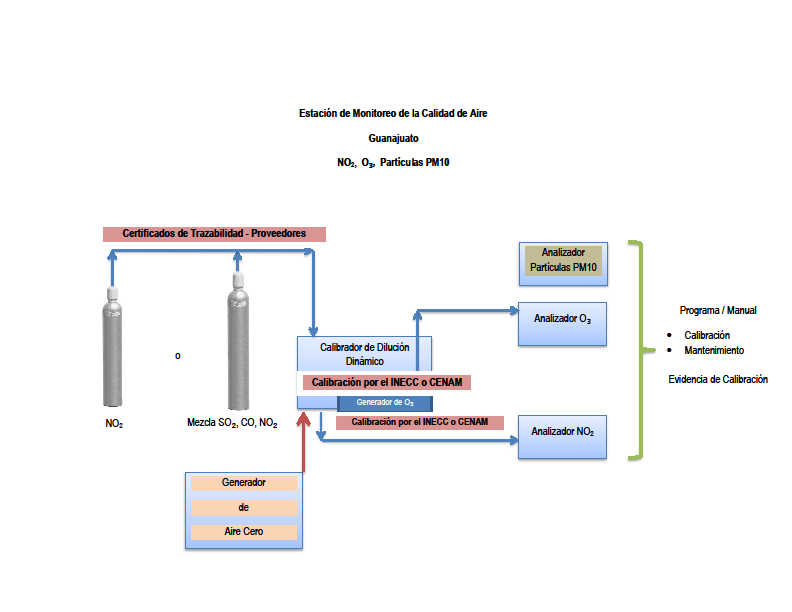 Estación de Monitoreo de la Calidad de Aire
Guanajuato
NO₂, O₃, Partículas PM10
Certificados de Trazabilidad - Proveedores
Analizador
Partículas PM10
Analizador O₃
Programa / Manual
• Calibración
• Mantenimiento
Evidencia de Calibración
o
Calibrador de Dilución
Dinámico
Calibración por el INECC o CENAM
Generador de O₃
Calibración por el INECC o CENAM
Analizador NO₂
NO₂
Mezcla SO₂, CO, NO₂
Generador
de
Aire Cero